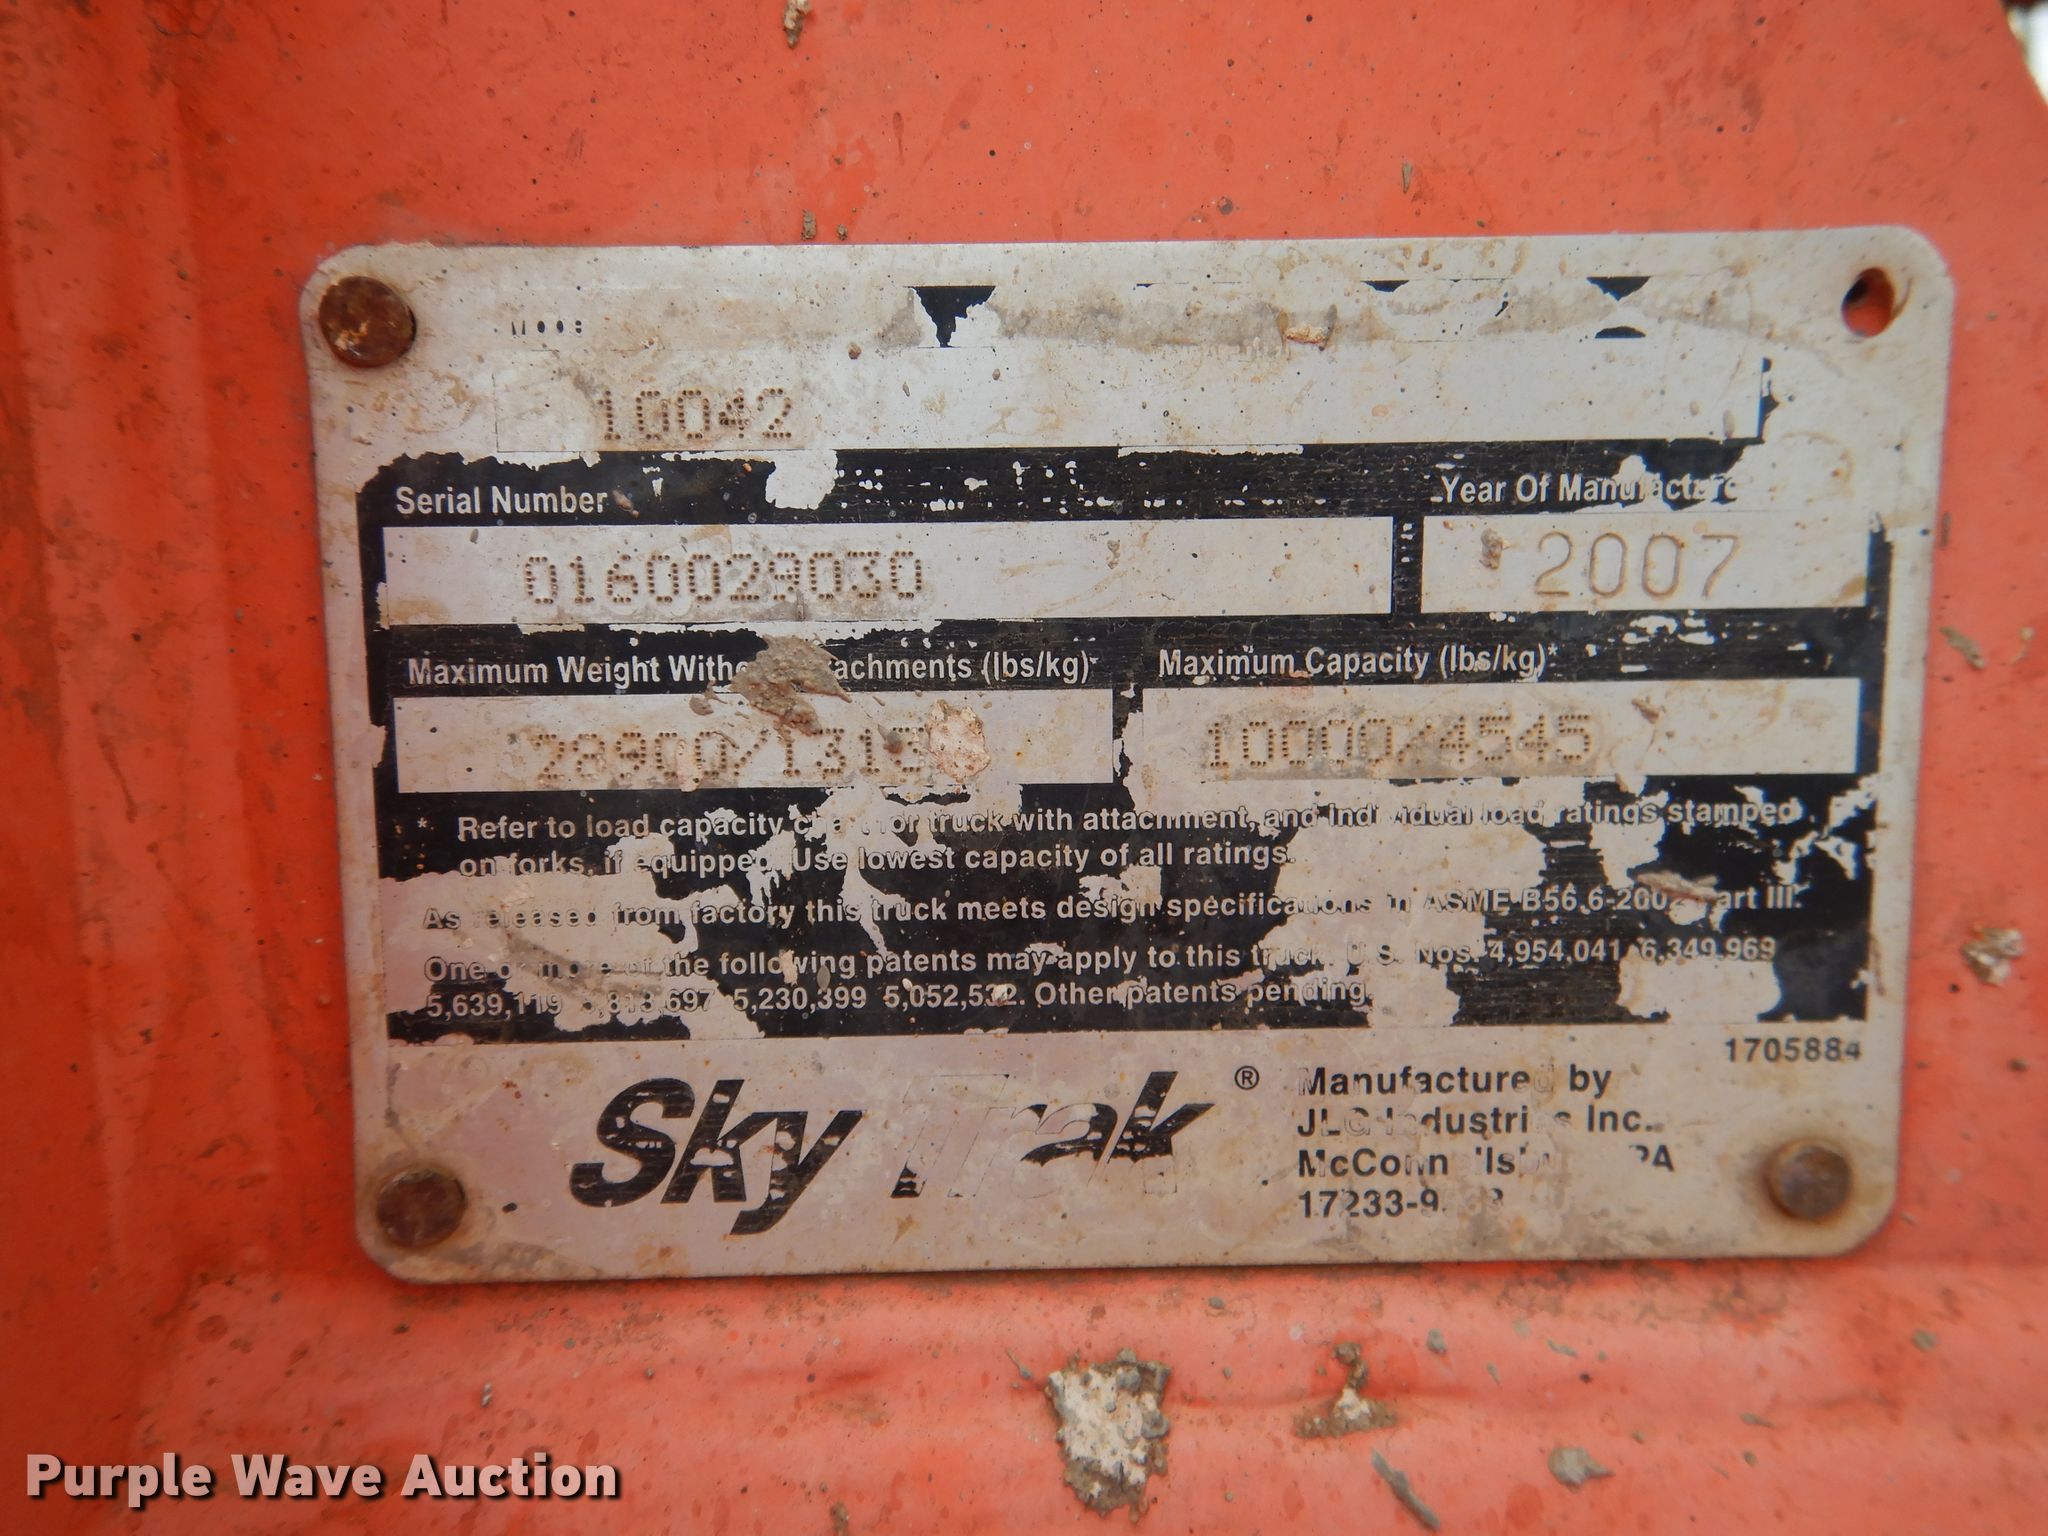 10042
Serial Number
Year Of Manufacture
0160029030
2007
Maximum Weight Without Attachments (lbs/kg)*
Maximum Capacity (lbs/kg)*
10000/4545
* Refer to load capacity chart for truck with attachment, and individual load ratings stamped
on forks, if equipped. Use lowest capacity of all ratings.
As released from factory this truck meets design specifications in ASME B56.6-2002 Part III.
One or more of the following patents may apply to this truck. U.S. Nos. 4,954,041 6,349,969
5,639,119 5,230,399 5,052,532. Other patents pending.
1705884
SkyTrak ®
Manufactured by
JLG Industries Inc.
McConnellsburg PA
Purple Wave Auction